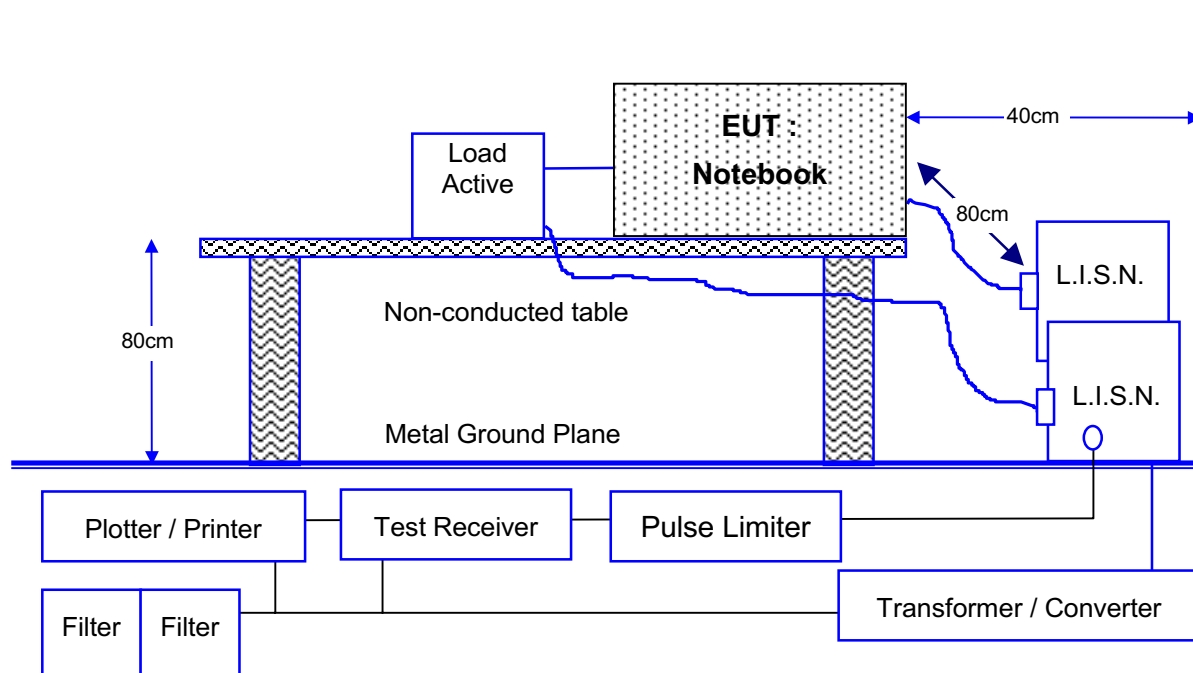 EUT :
Notebook
40cm
Load
Active
80cm
L.I.S.N.
Non-conducted table
80cm
L.I.S.N.
Metal Ground Plane
Plotter / Printer
Test Receiver
Pulse Limiter
Transformer / Converter
Filter
Filter